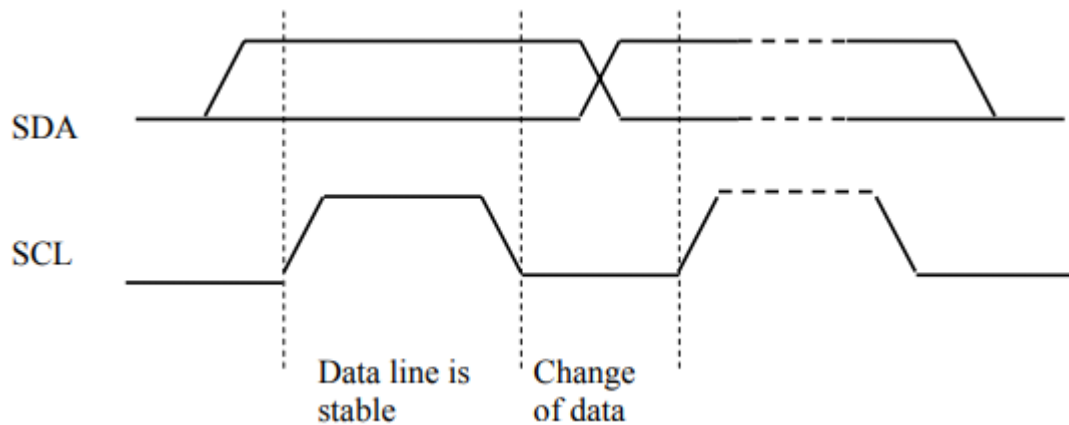 SDA
SCL
Data line is
stable
Change
of data